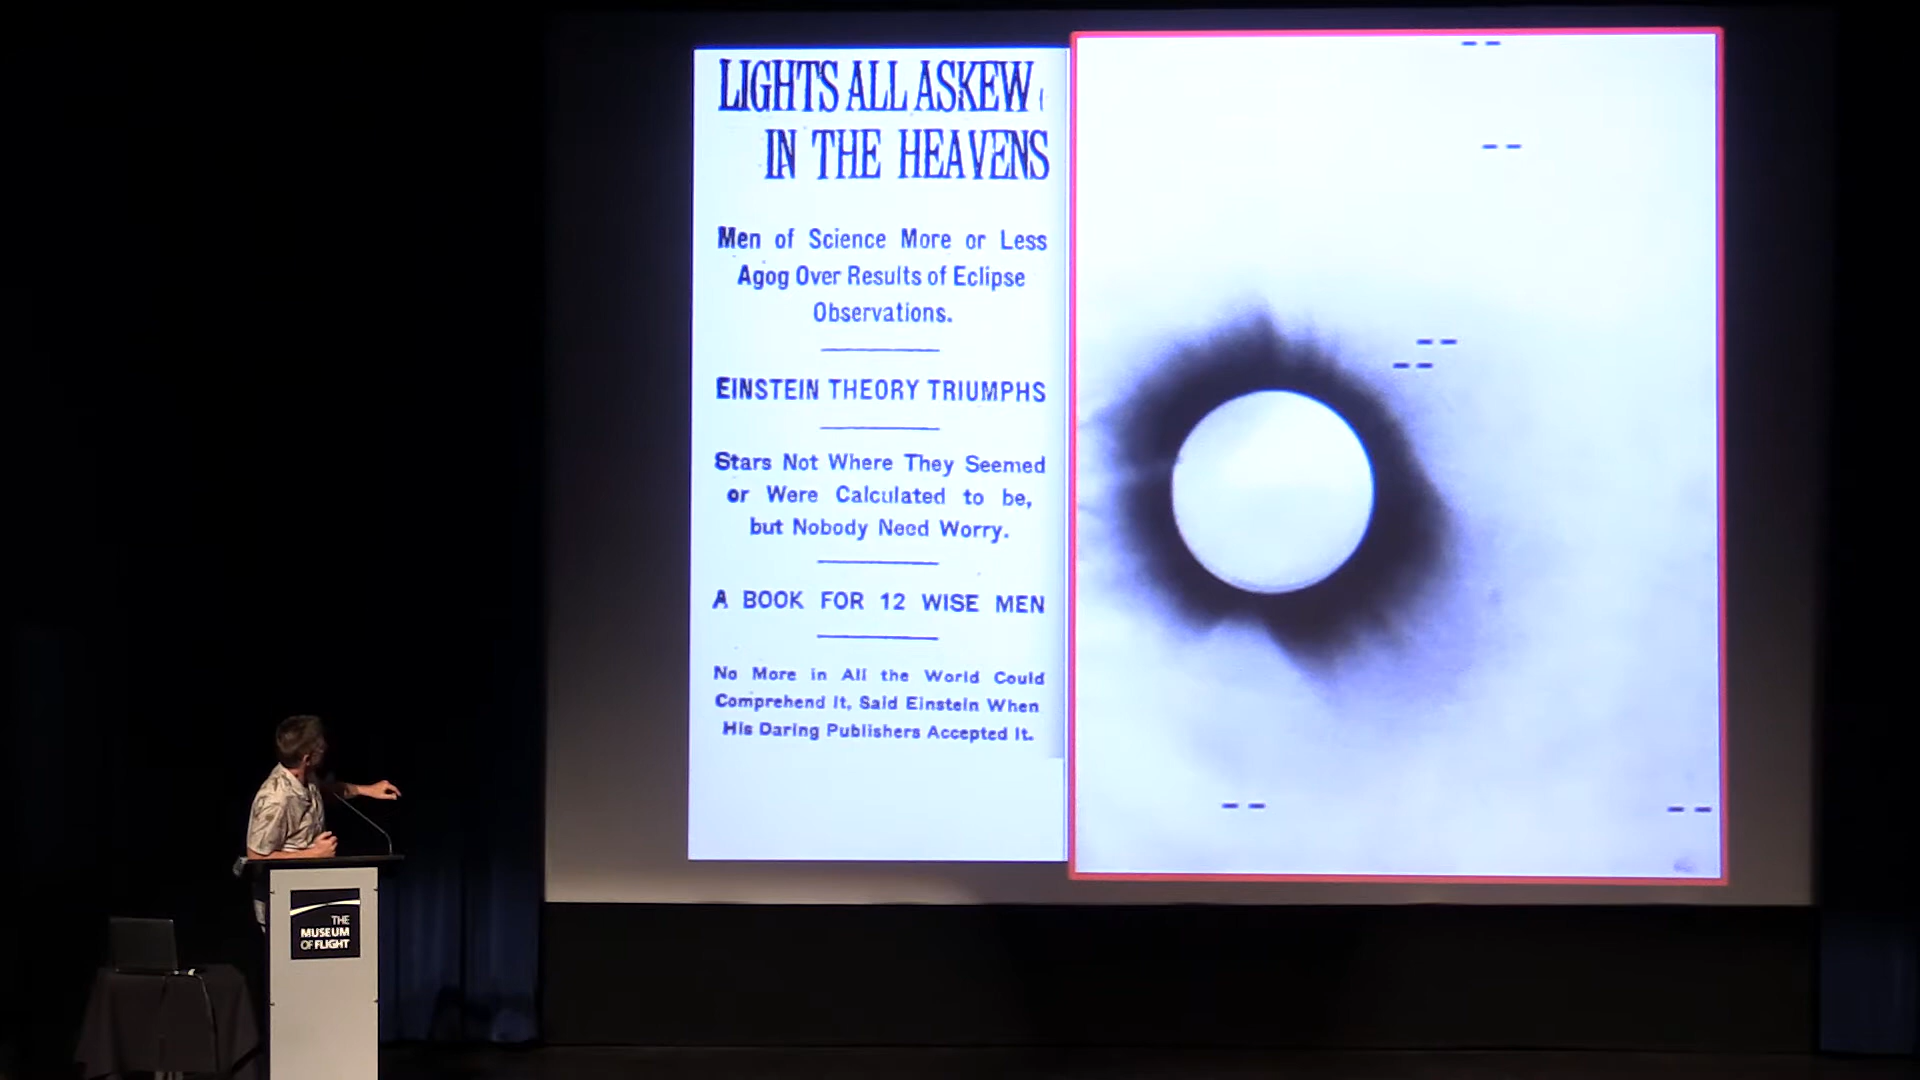 LIGHTS ALL ASKEW
IN THE HEAVENS
Men of Science More or Less
Agog Over Results of Eclipse
Observations.
EINSTEIN THEORY TRIUMPHS
Stars Not Where They Seemed
or Were Calculated to be,
but Nobody Need Worry.
A BOOK FOR 12 WISE MEN
No More in All the World Could
Comprehend It, Said Einstein When
His Daring Publishers Accepted It.
THE
MUSEUM
OF FLIGHT